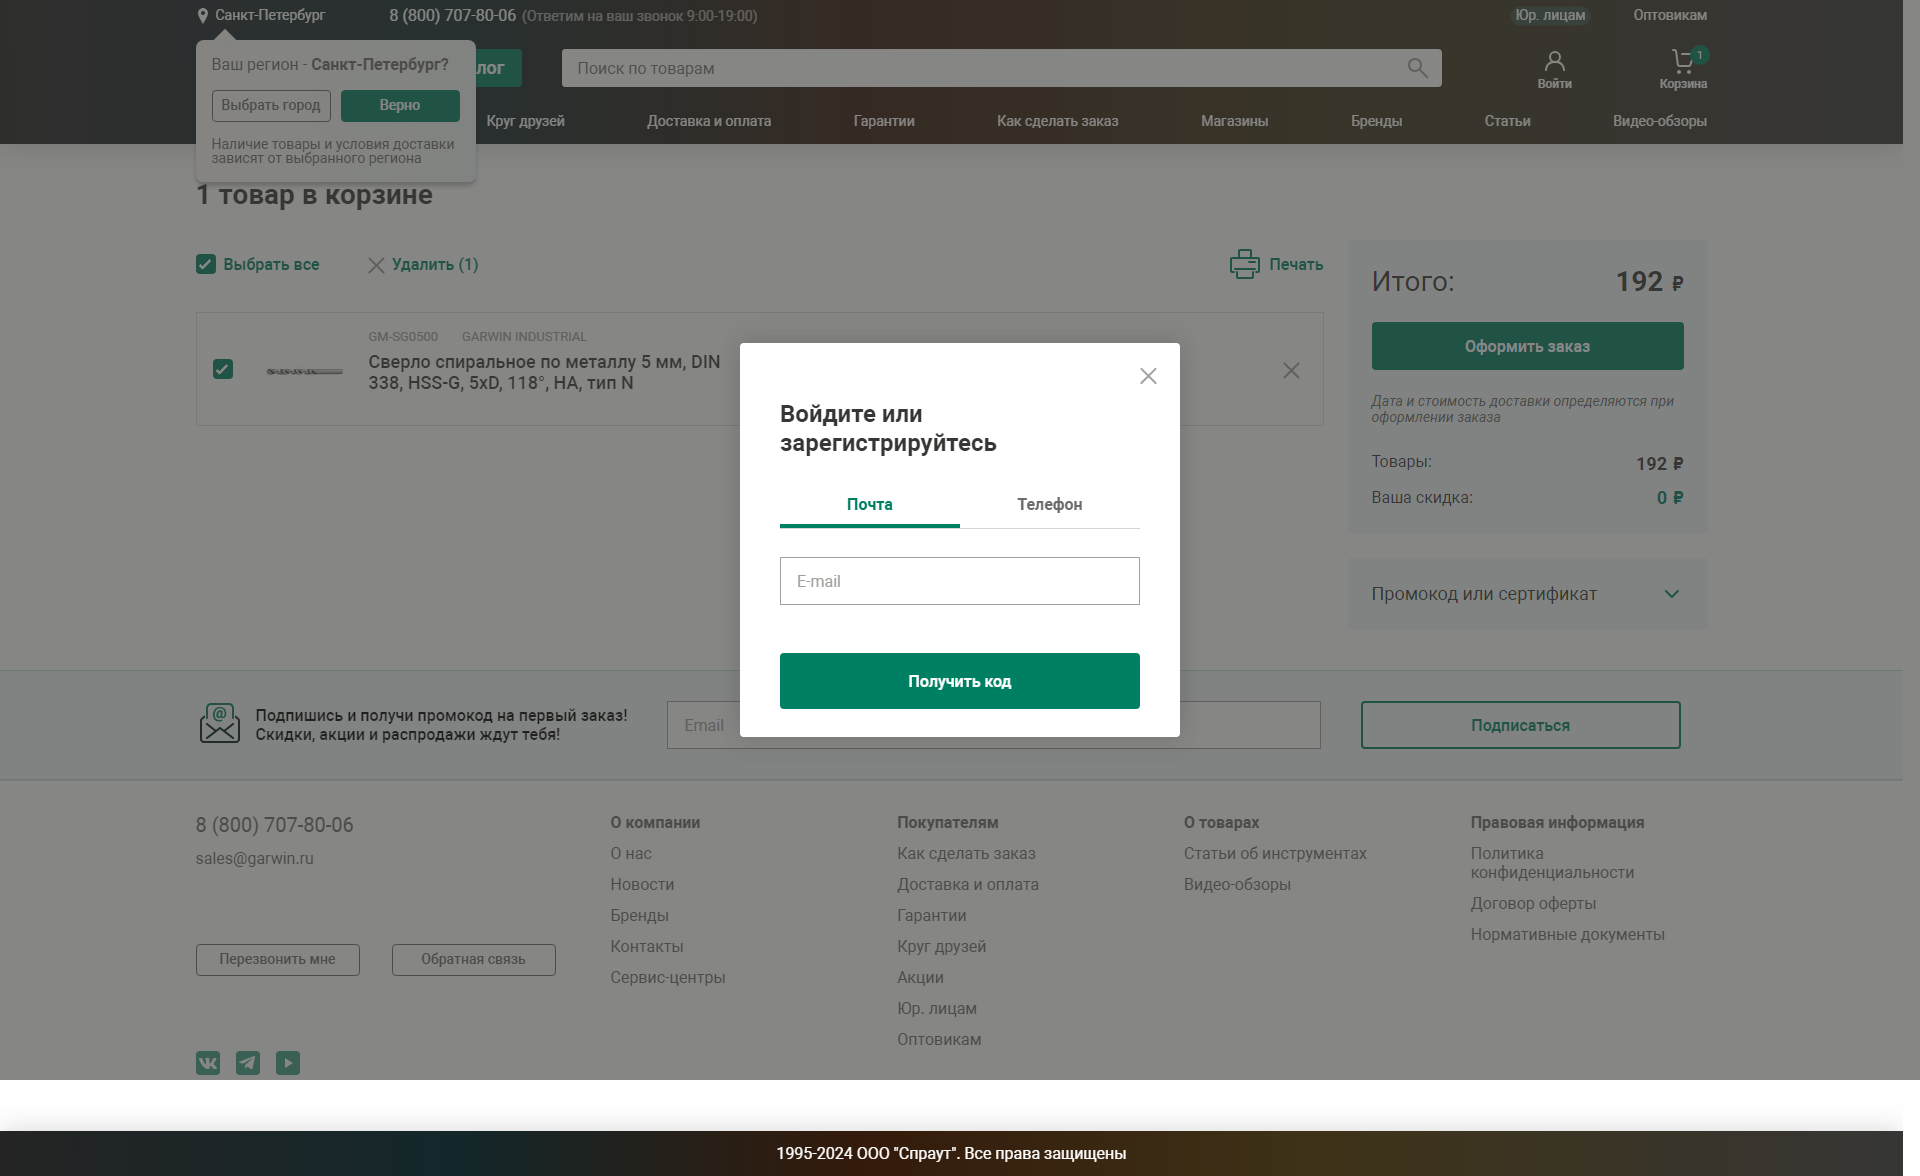 Санкт-Петербург
8 (800) 707-80-06 (Ответим на ваш звонок 9:00-19:00)
Юр. лицам
Оптовикам
Ваш регион - Санкт-Петербург?
Выбрать город
Верно
Наличие товары и условия доставки
зависят от выбранного региона
лог
Поиск по товарам
Войти
1
Корзина
Круг друзей
Доставка и оплата
Гарантии
Как сделать заказ
Магазины
Бренды
Статьи
Видео-обзоры
1 товар в корзине
Выбрать все
Удалить (1)
Печать
GM-SG0500
GARWIN INDUSTRIAL
Сверло спиральное по металлу 5 мм, DIN
338, HSS-G, 5xD, 118°, HA, тип N
Итого:
192 ₽
Оформить заказ
Дата и стоимость доставки определяются при
оформлении заказа
Товары:
192 ₽
Ваша скидка:
0 ₽
Промокод или сертификат
Войдите или
зарегистрируйтесь
Почта
Телефон
E-mail
Получить код
Подпишись и получи промокод на первый заказ!
Скидки, акции и распродажи ждут тебя!
Email
Подписаться
8 (800) 707-80-06
sales@garwin.ru
Перезвонить мне
Обратная связь
О компании
О нас
Новости
Бренды
Контакты
Сервис-центры
Покупателям
Как сделать заказ
Доставка и оплата
Гарантии
Круг друзей
Акции
Юр. лицам
Оптовикам
О товарах
Статьи об инструментах
Видео-обзоры
Правовая информация
Политика
конфиденциальности
Договор оферты
Нормативные документы
1995-2024 ООО "Спраут". Все права защищены